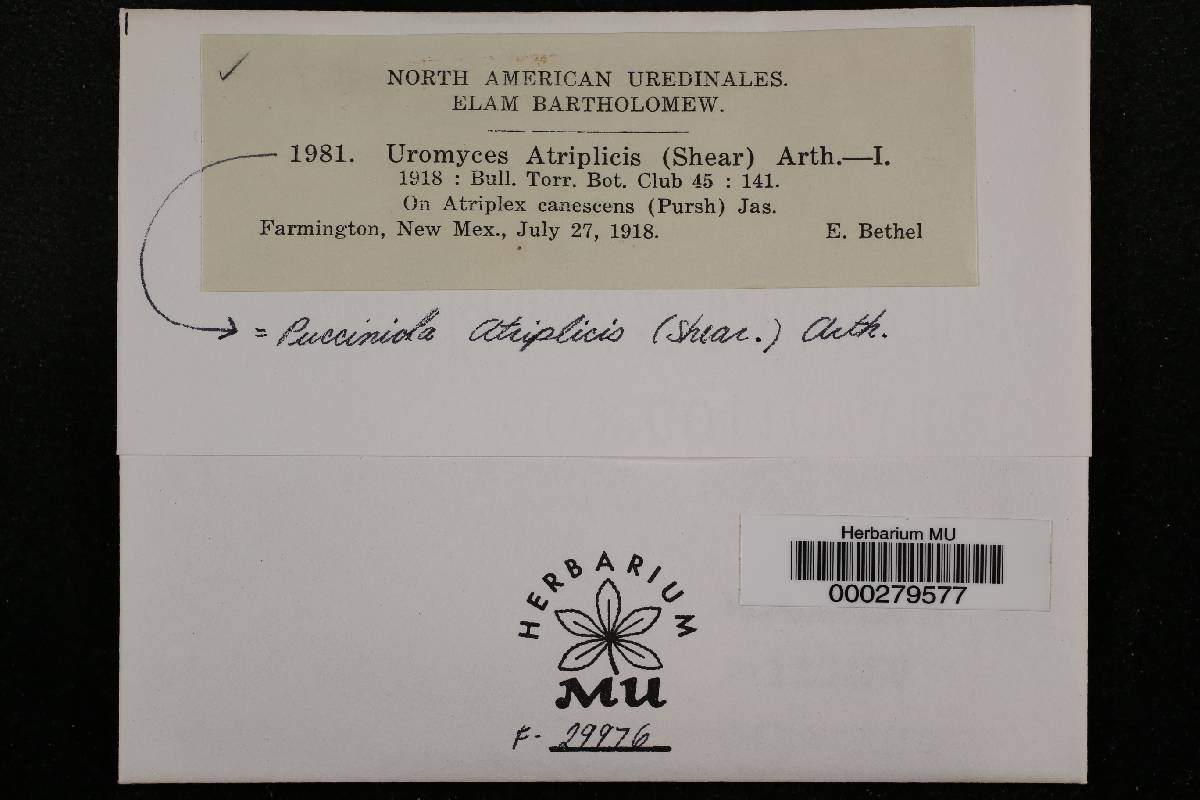 NORTH AMERICAN UREDINALES.
ELAM BARTHOLOMEW.
1981. Uromyces Atriplicis (Shear) Arth.—I.
1918 : Bull. Torr. Bot. Club 45 : 141.
On Atriplex canescens (Pursh) Jas.
Farmington, New Mex., July 27, 1918. E. Bethel
= Pucciniola Atriplicis (Shear.) Arth.
Herbarium MU
000279577
HERBARIUM
MU
F- 29976